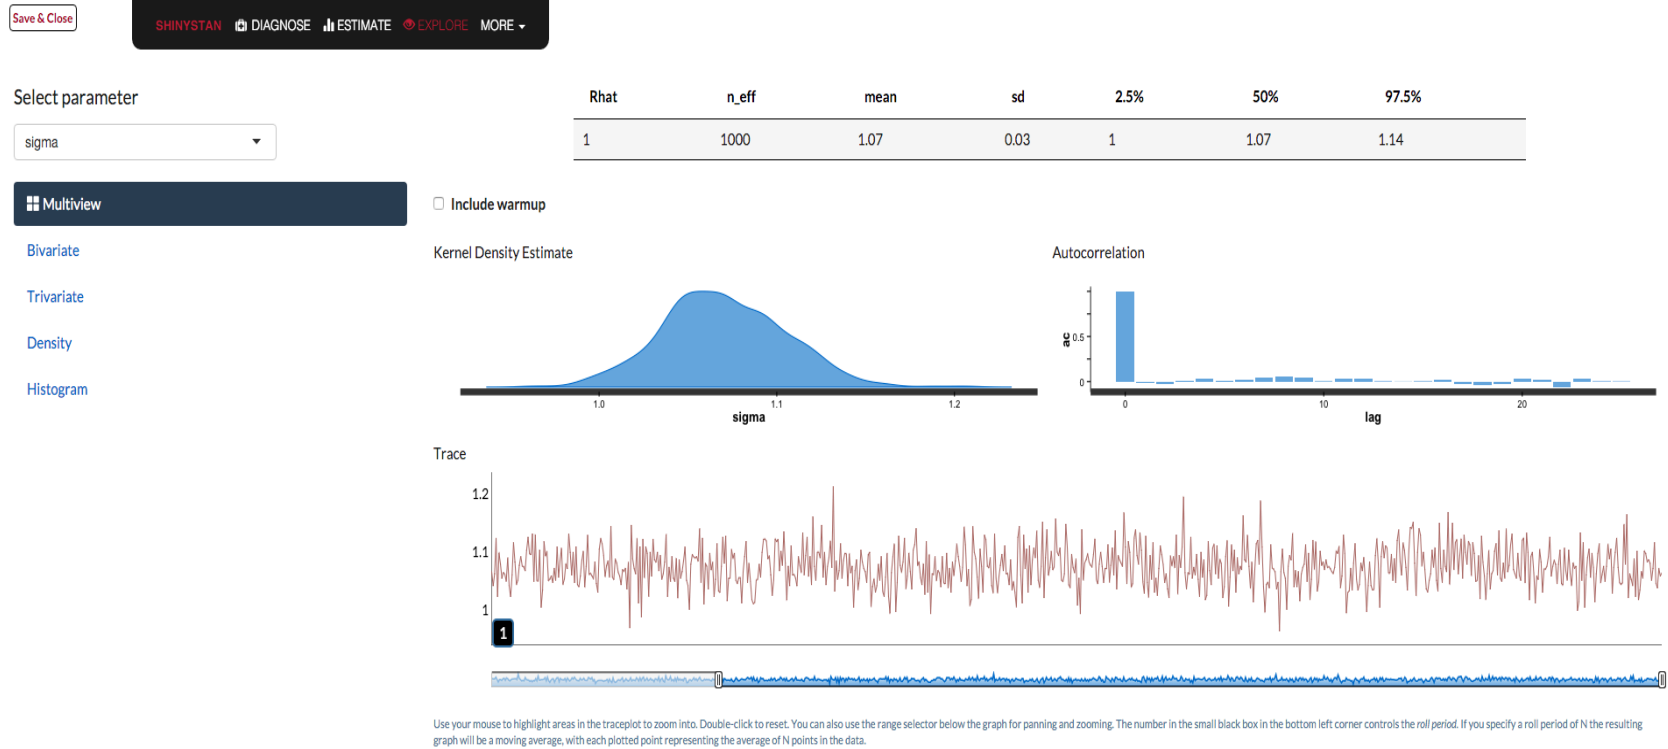 Save & Close
SHINYSTAN DIAGNOSE ESTIMATE EXPLORE MORE
Select parameter
sigma
Rhat n_eff mean sd 2.5% 50% 97.5%
1 1000 1.07 0.03 1 1.07 1.14
Multiview
Bivariate
Trivariate
Density
Histogram
Include warmup
Kernel Density Estimate
1.0 1.1 1.2
sigma
Autocorrelation
ac
0.5
0
0 10 20
lag
Trace
1.2
1.1
1
1
Use your mouse to highlight areas in the traceplot to zoom into. Double-click to reset. You can also use the range selector below the graph for panning and zooming. The number in the small black box in the bottom left corner controls the roll period. If you specify a roll period of N the resulting
graph will be a moving average, with each plotted point representing the average of N points in the data.